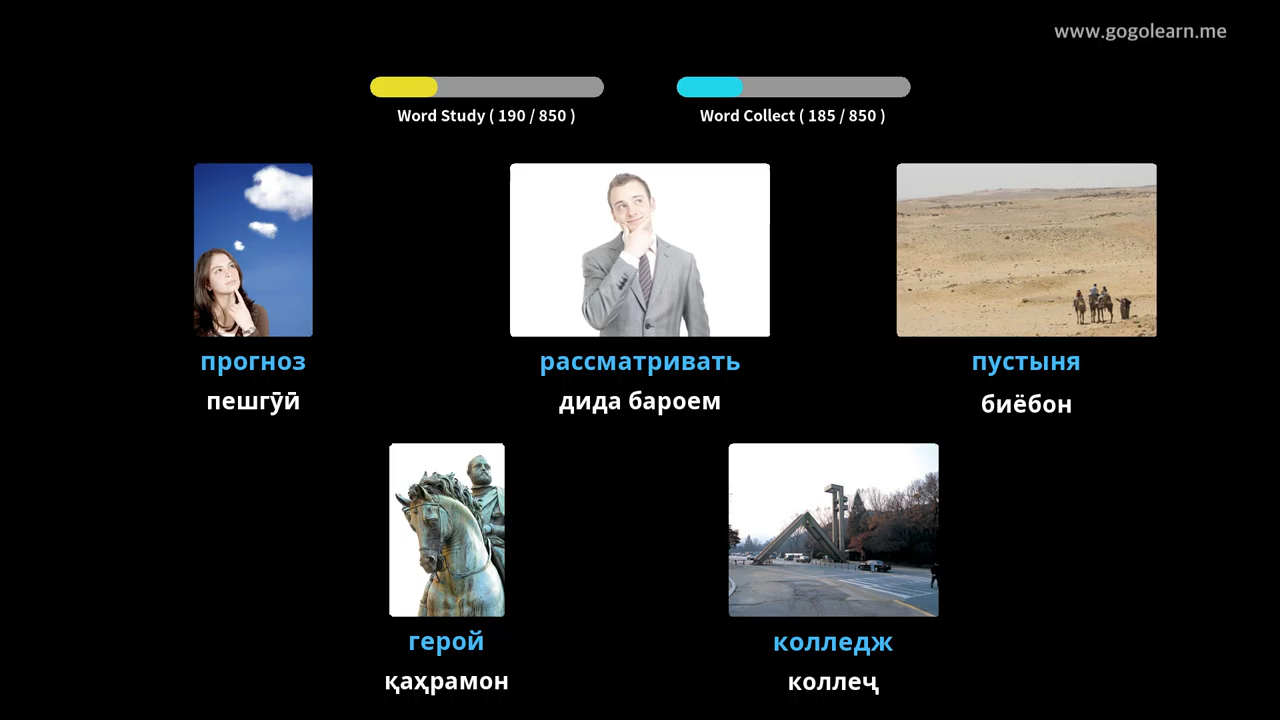 www.gogolearn.me
Word Study ( 190 / 850 )
Word Collect ( 185 / 850 )
прогноз
пешгӯӣ
рассматривать
дида бароем
пустыня
биёбон
герой
қаҳрамон
колледж
коллеҷ